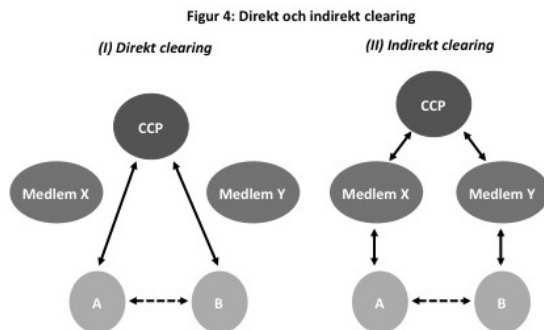 Figur 4: Direkt och indirekt clearing
(I) Direkt clearing
(II) Indirekt clearing
CCP
CCP
Medlem X
Medlem Y
Medlem X
Medlem Y
A
B
A
B